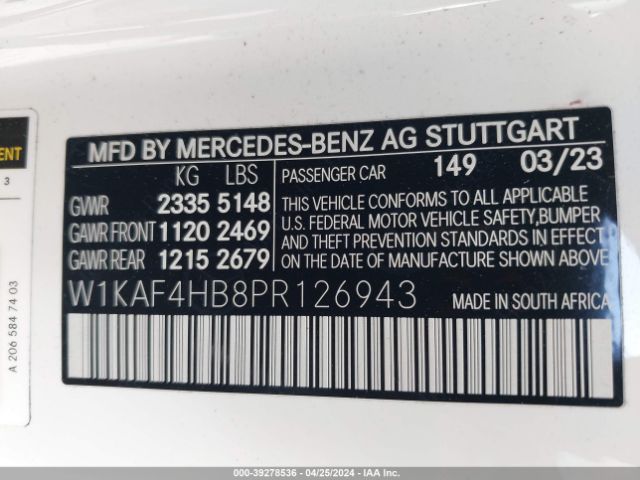 ENT
3
A 206 584 74 03
MFD BY MERCEDES-BENZ AG STUTTGART
KG LBS
GVWR 2335 5148
GAWR FRONT 1120 2469
GAWR REAR 1215 2679
PASSENGER CAR 149 03/23
THIS VEHICLE CONFORMS TO ALL APPLICABLE
U.S. FEDERAL MOTOR VEHICLE SAFETY,BUMPER
AND THEFT PREVENTION STANDARDS IN EFFECT
ON THE DATE OF MANUFACTURE SHOWN ABOVE
W1KAF4HB8PR126943 MADE IN SOUTH AFRICA
000-39278536 - 04/25/2024 - IAA Inc.